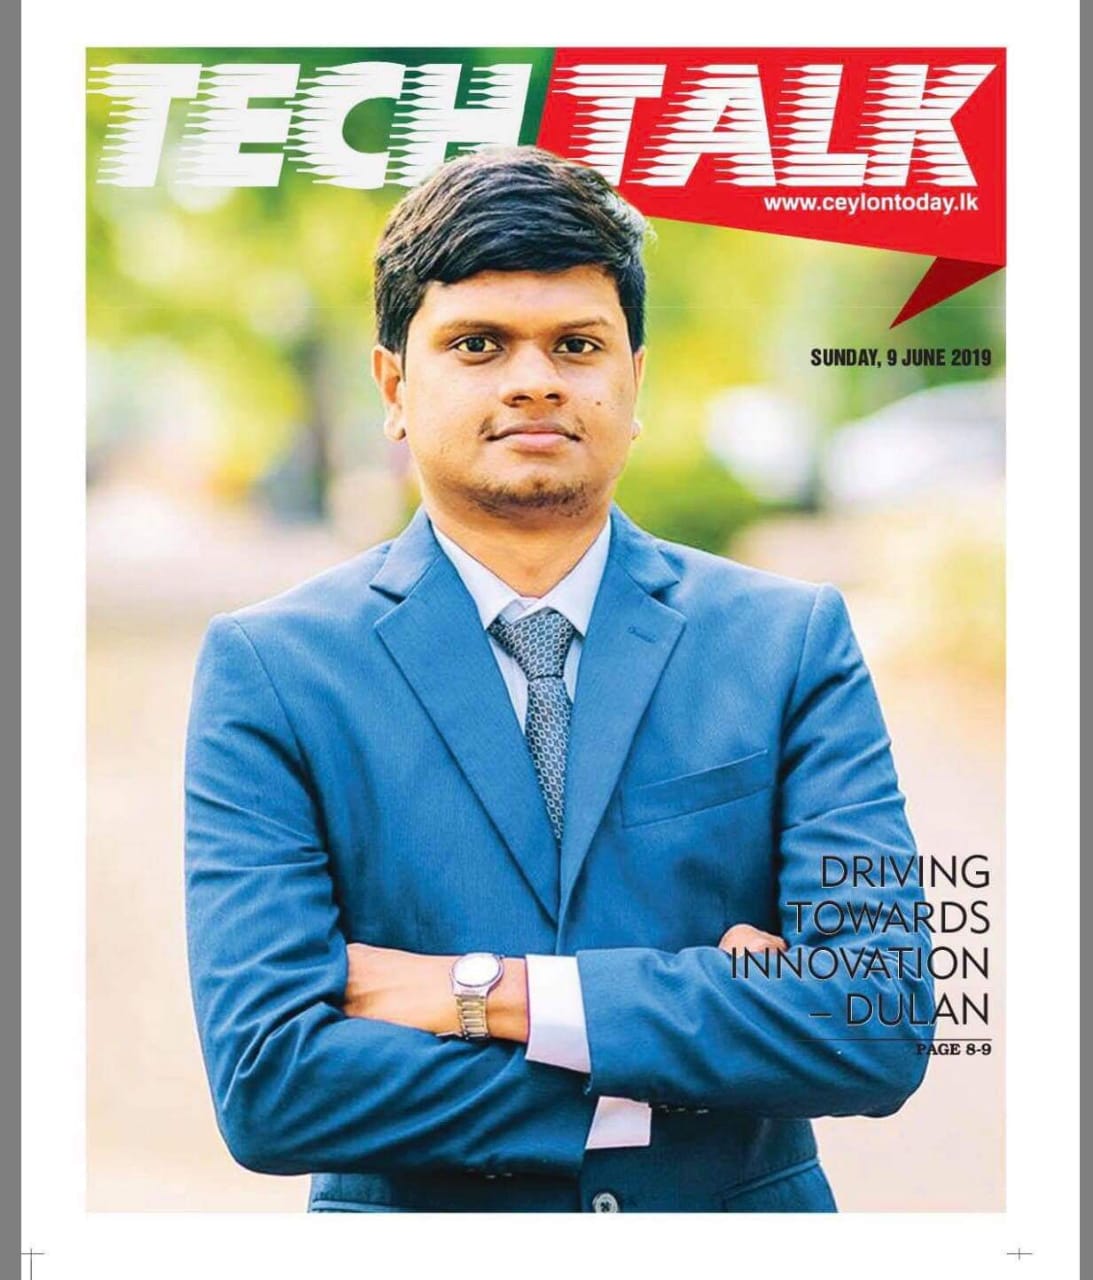 TECH TALK
www.ceylontoday.lk
SUNDAY, 9 JUNE 2019
DRIVING
TOWARDS
INNOVATION
– DULAN
PAGE 8-9